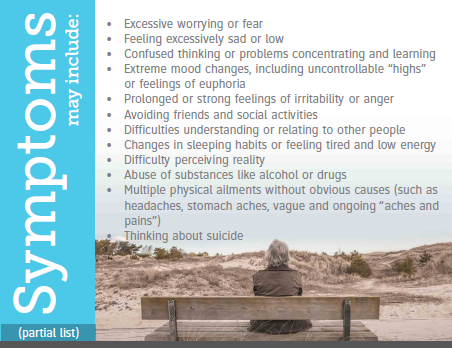 Symptoms
may include:
(partial list)
• Excessive worrying or fear
• Feeling excessively sad or low
• Confused thinking or problems concentrating and learning
• Extreme mood changes, including uncontrollable “highs”
or feelings of euphoria
• Prolonged or strong feelings of irritability or anger
• Avoiding friends and social activities
• Difficulties understanding or relating to other people
• Changes in sleeping habits or feeling tired and low energy
• Difficulty perceiving reality
• Abuse of substances like alcohol or drugs
• Multiple physical ailments without obvious causes (such as
headaches, stomach aches, vague and ongoing “aches and
pains”)
• Thinking about suicide